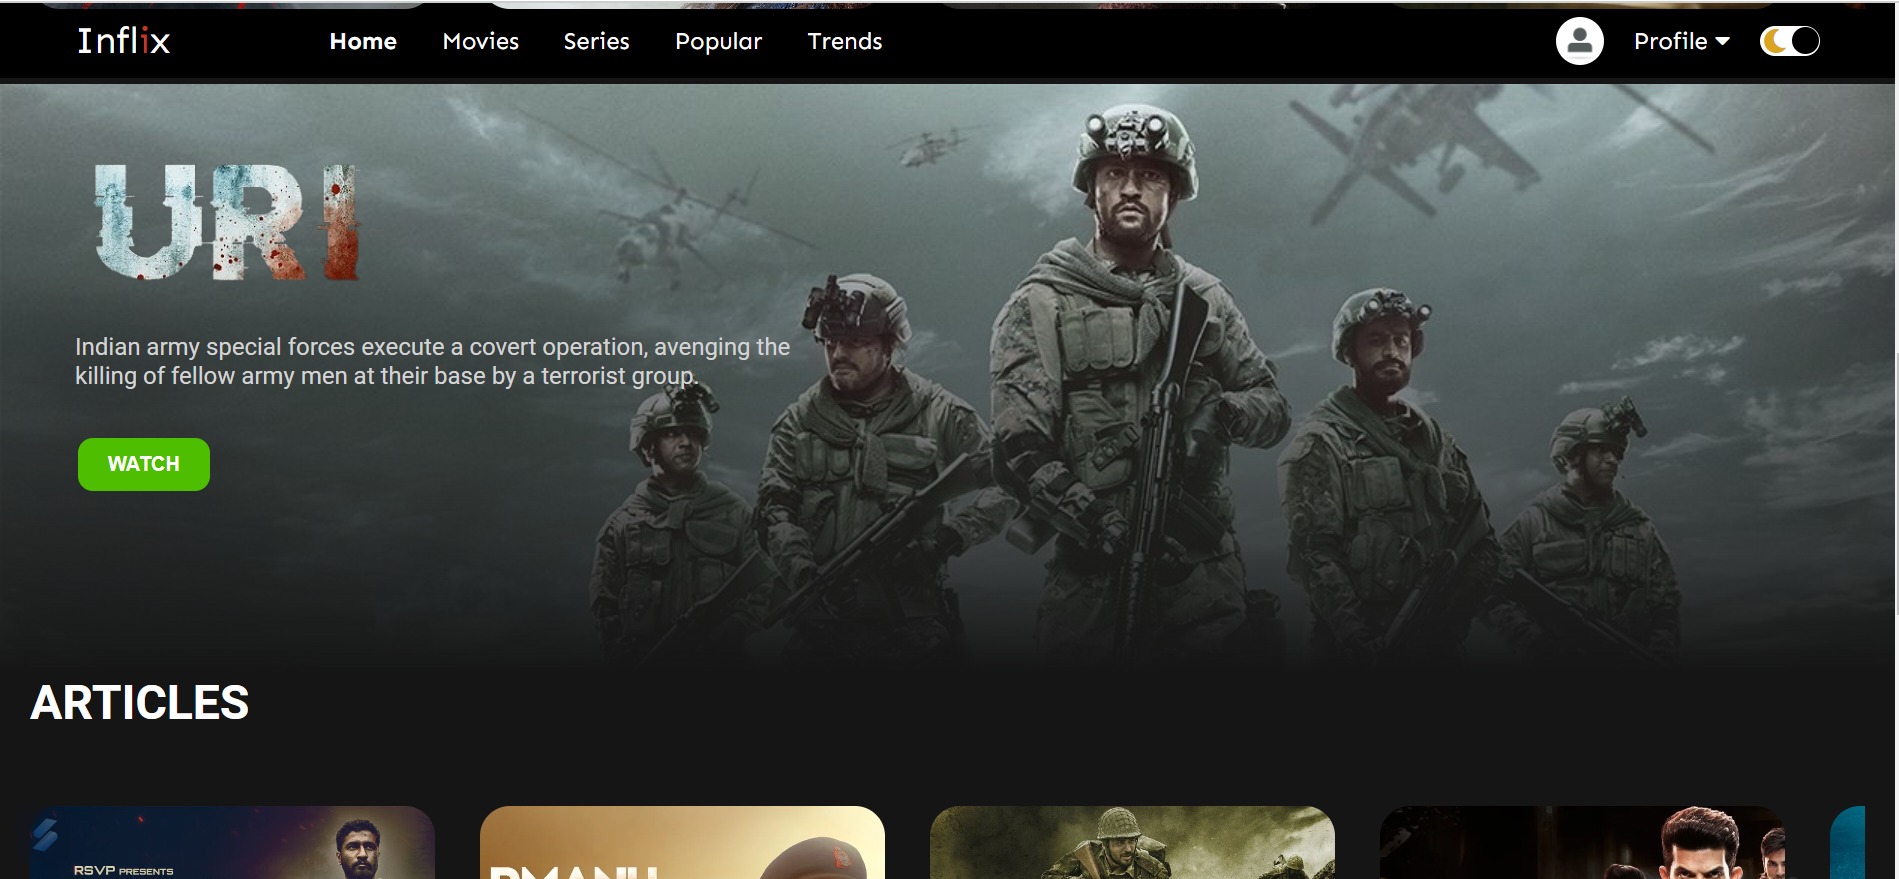 Inflix
Home Movies Series Popular Trends
Profile
URI
Indian army special forces execute a covert operation, avenging the
killing of fellow army men at their base by a terrorist group.
WATCH
ARTICLES
RSVP PRESENTS